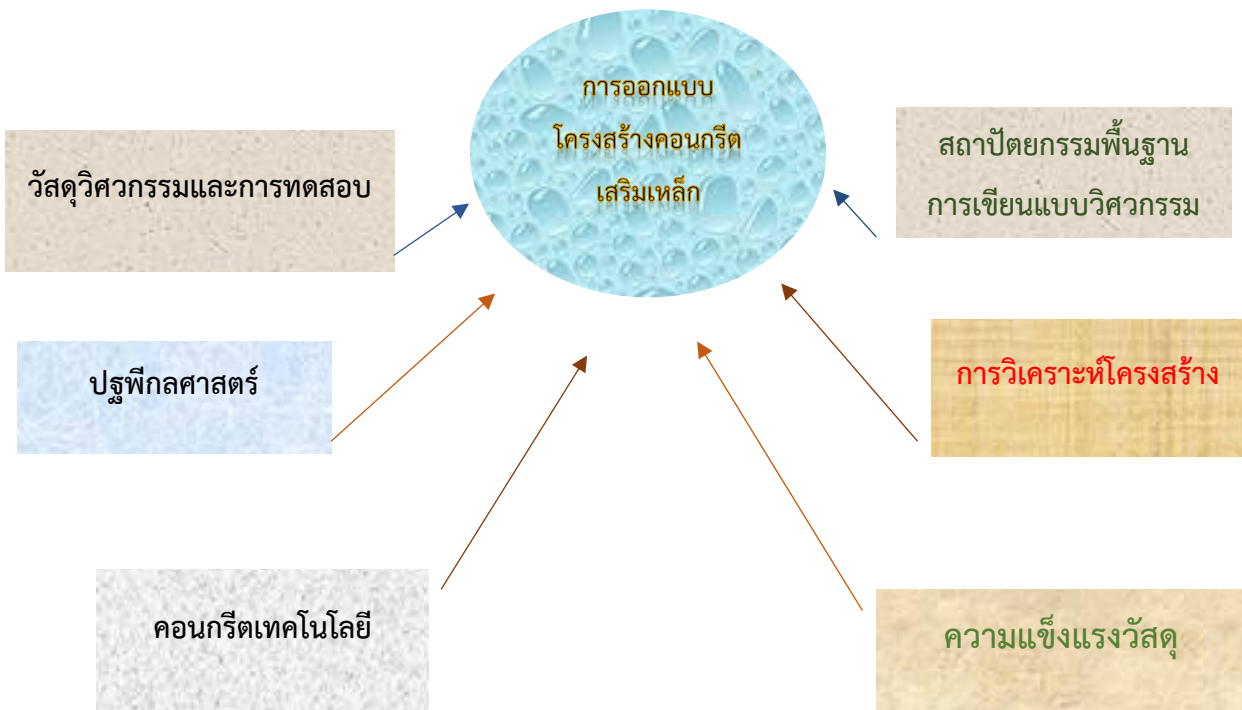 การออกแบบ
โครงสร้างคอนกรีต
เสริมเหล็ก
วัสดุวิศวกรรมและการทดสอบ
สถาปัตยกรรมพื้นฐาน
การเขียนแบบวิศวกรรม
ปฐพีกลศาสตร์
การวิเคราะห์โครงสร้าง
คอนกรีตเทคโนโลยี
ความแข็งแรงวัสดุ